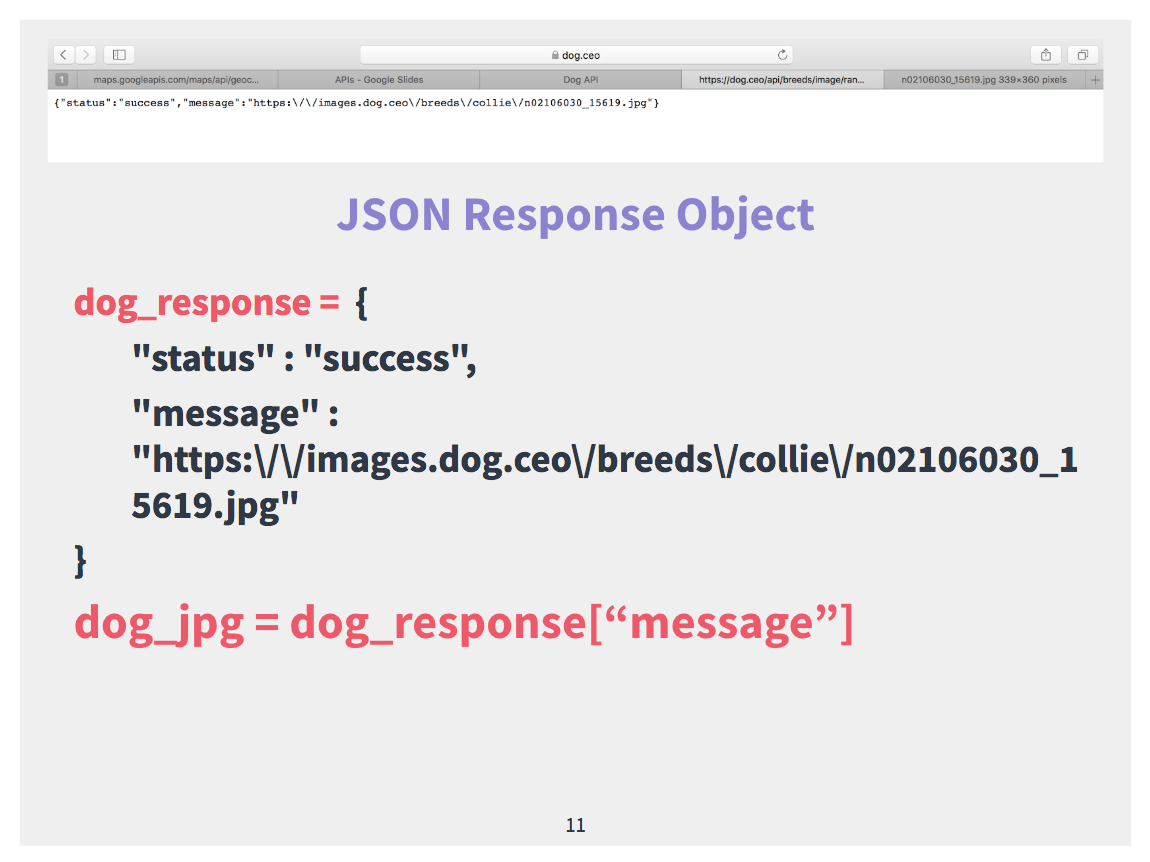 dog.ceo
1 maps.googleapis.com/maps/api/geoc... APIs - Google Slides Dog API https://dog.ceo/api/breeds/image/ran... n02106030_15619.jpg 339×360 pixels +
{"status":"success","message":"https:\/\/images.dog.ceo\/breeds\/collie\/n02106030_15619.jpg"}
JSON Response Object
dog_response = {
"status" : "success",
"message" :
"https:\/\/images.dog.ceo\/breeds\/collie\/n02106030_1
5619.jpg"
}
dog_jpg = dog_response[“message”]
11